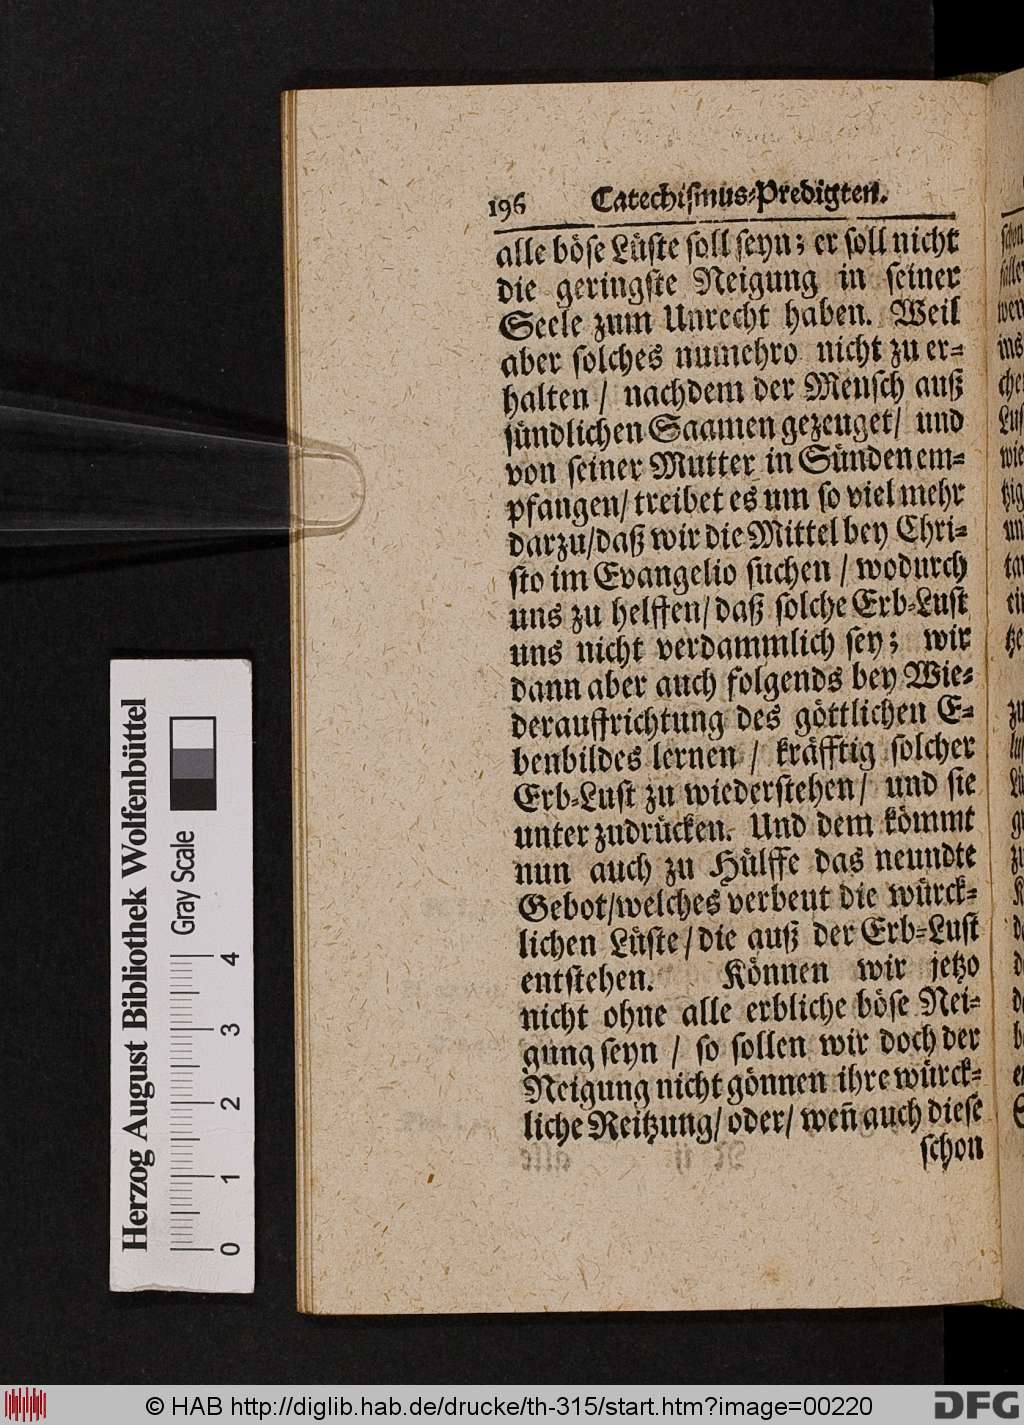 196 Catechismus-Predigten.
alle böse Lüste soll seyn; er soll nicht
die geringste Neigung in seiner
Seele zum Unrecht haben. Weil
aber solches numehro nicht zu er-
halten / nachdem der Mensch auß
sündlichen Saamen gezeuget / und
von seiner Mutter in Sünden em-
pfangen / treibet es um so viel mehr
darzu / daß wir die Mittel bey Chri-
sto im Evangelio suchen / wodurch
uns zu helffen / daß solche Erb-Lust
uns nicht verdammlich sey; wir
dann aber auch folgends bey Wie-
derauffrichtung des göttlichen E-
benbildes lernen / kräfftig solcher
Erb-Lust zu wiederstehen / und sie
unter zudrücken. Und dem kömmt
nun auch zu Hülffe das neundte
Gebot / welches verbeut die würck-
lichen Lüste / die auß der Erb-Lust
entstehen. Können wir jetzo
nicht ohne alle erbliche böse Nei-
gung seyn / so sollen wir doch der
Neigung nicht gönnen ihre würck-
liche Reitzung / oder / weñ auch diese
schon
Herzog August Bibliothek Wolfenbüttel
Gray Scale
0 1 2 3 4
© HAB http://diglib.hab.de/drucke/th-315/start.htm?image=00220
DFG